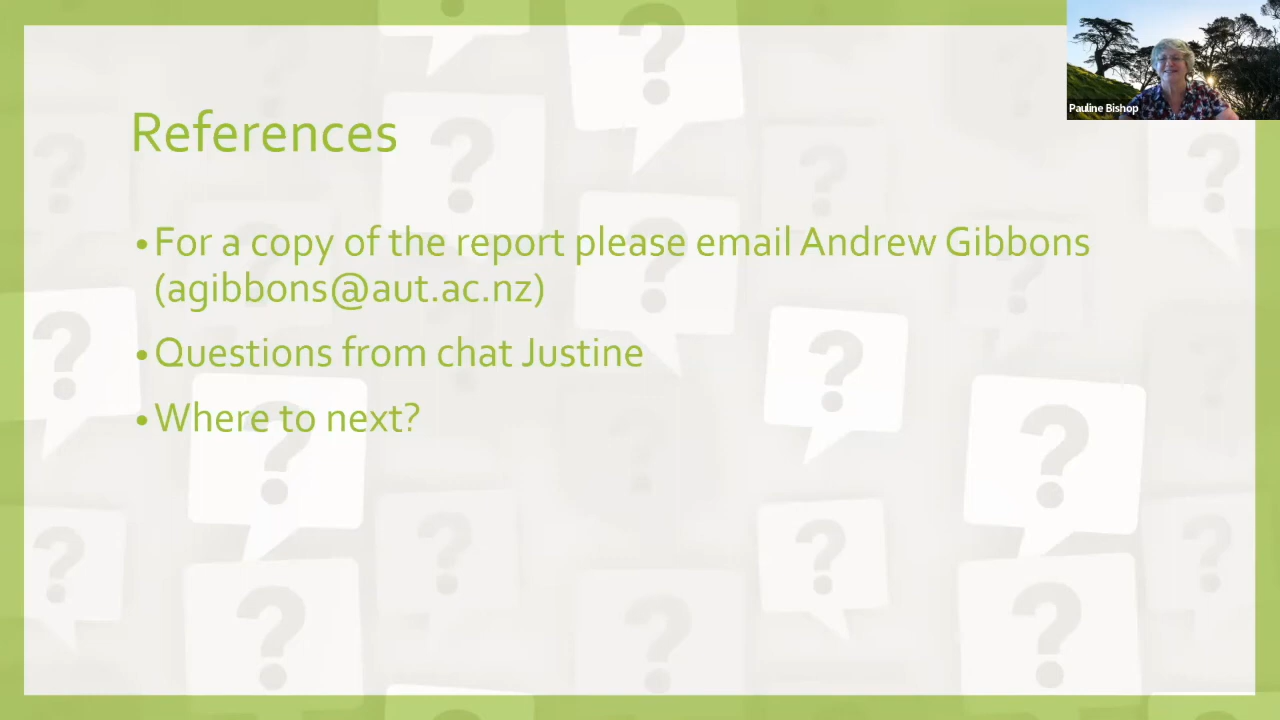 Pauline Bishop
References
• For a copy of the report please email Andrew Gibbons
(agibbons@aut.ac.nz)
• Questions from chat Justine
• Where to next?